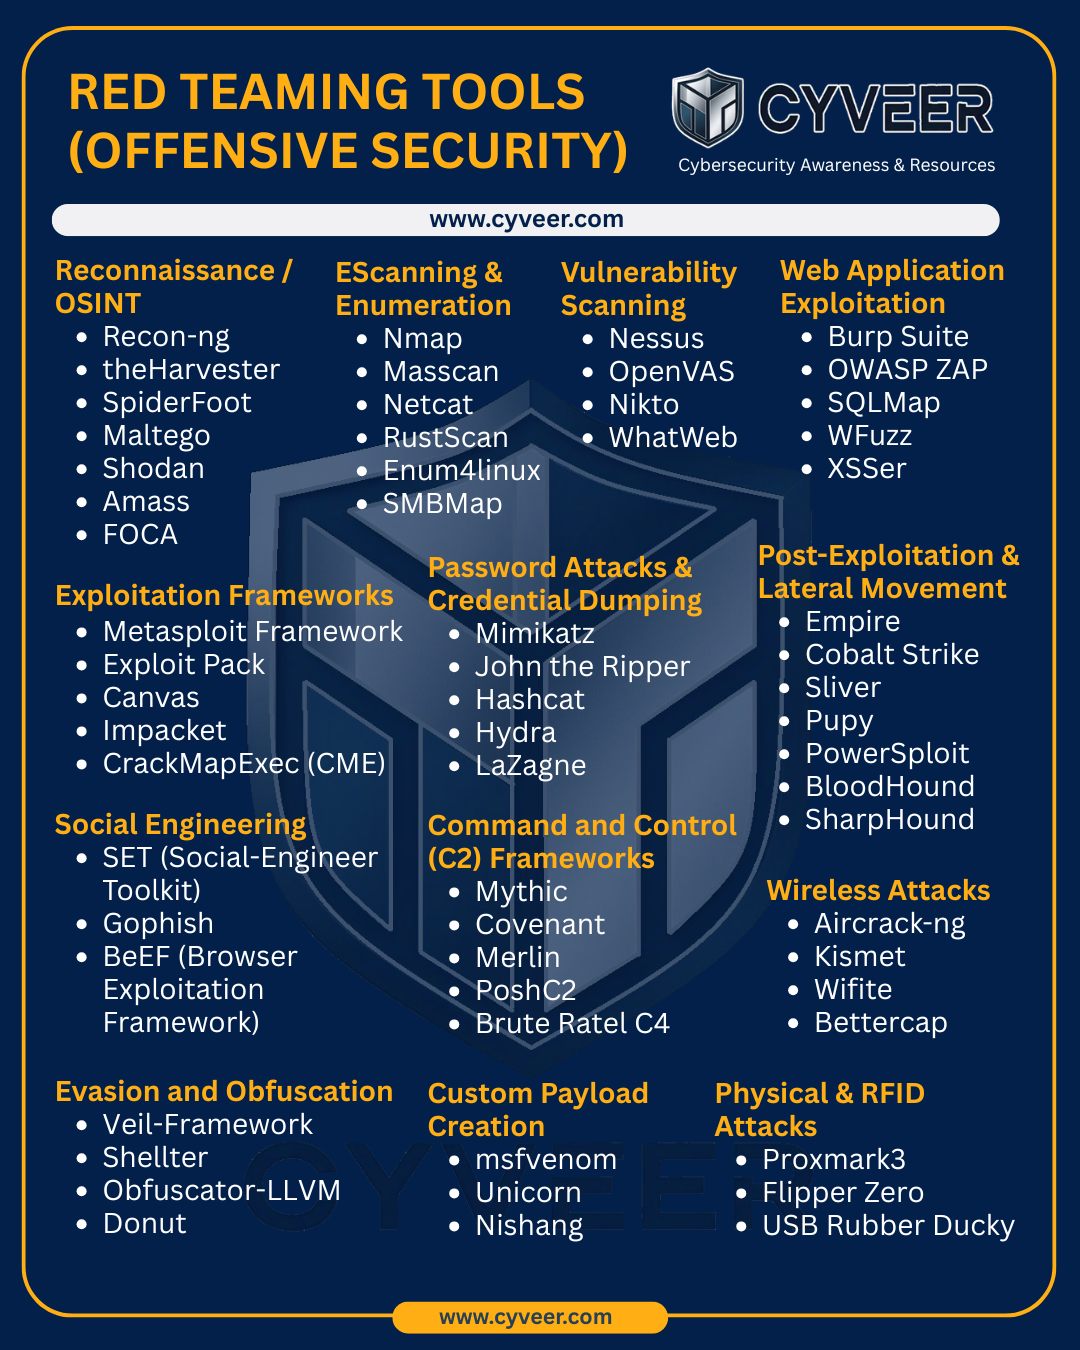 RED TEAMING TOOLS
(OFFENSIVE SECURITY)
CYVEER
Cybersecurity Awareness & Resources
www.cyveer.com
Reconnaissance /
OSINT
Recon-ng
theHarvester
SpiderFoot
Maltego
Shodan
Amass
FOCA
EScanning &
Enumeration
Nmap
Masscan
Netcat
RustScan
Enum4linux
SMBMap
Vulnerability
Scanning
Nessus
OpenVAS
Nikto
WhatWeb
Web Application
Exploitation
Burp Suite
OWASP ZAP
SQLMap
WFuzz
XSSer
Exploitation Frameworks
Metasploit Framework
Exploit Pack
Canvas
Impacket
CrackMapExec (CME)
Password Attacks &
Credential Dumping
Mimikatz
John the Ripper
Hashcat
Hydra
LaZagne
Post-Exploitation &
Lateral Movement
Empire
Cobalt Strike
Sliver
Pupy
PowerSploit
BloodHound
SharpHound
Social Engineering
SET (Social-Engineer
Toolkit)
Gophish
BeEF (Browser
Exploitation
Framework)
Command and Control
(C2) Frameworks
Mythic
Covenant
Merlin
PoshC2
Brute Ratel C4
Wireless Attacks
Aircrack-ng
Kismet
Wifite
Bettercap
Evasion and Obfuscation
Veil-Framework
Shellter
Obfuscator-LLVM
Donut
Custom Payload
Creation
msfvenom
Unicorn
Nishang
Physical & RFID
Attacks
Proxmark3
Flipper Zero
USB Rubber Ducky
CYVEER
www.cyveer.com